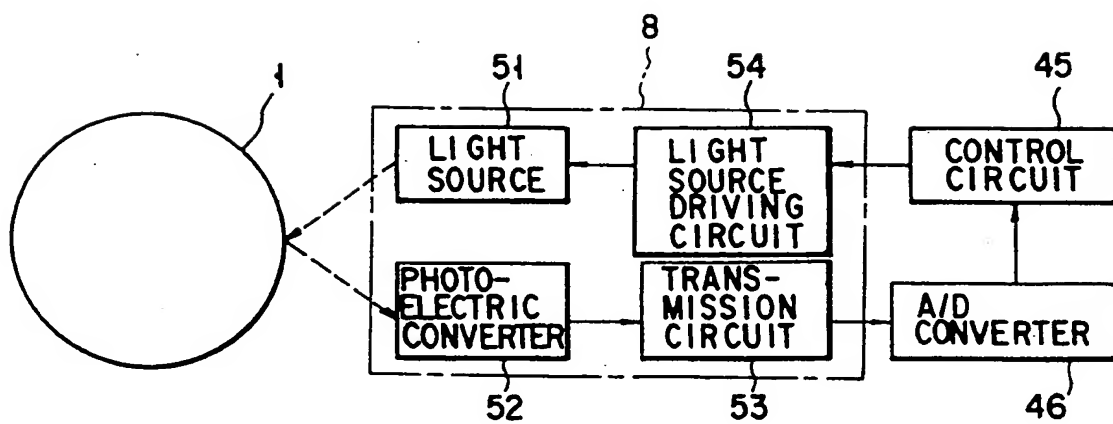 8
1
51
54
45
LIGHT
SOURCE
LIGHT
SOURCE
DRIVING
CIRCUIT
CONTROL
CIRCUIT
PHOTO-
ELECTRIC
CONVERTER
TRANS-
MISSION
CIRCUIT
A/D
CONVERTER
52
53
46